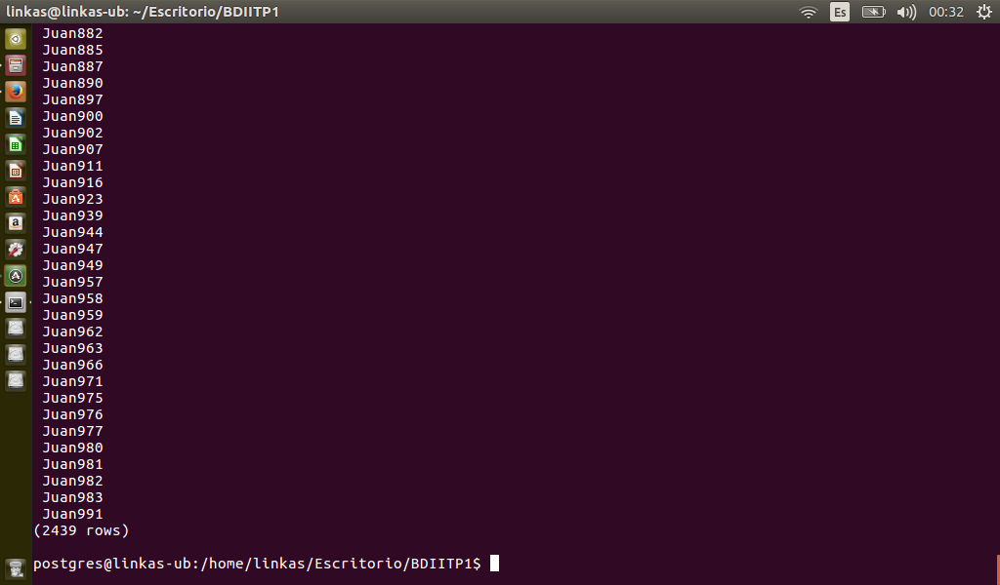 linkas@linkas-ub: ~/Escritorio/BDIITP1
Es
00:32
Juan882
Juan885
Juan887
Juan890
Juan897
Juan900
Juan902
Juan907
Juan911
Juan916
Juan923
Juan939
Juan944
Juan947
Juan949
Juan957
Juan958
Juan959
Juan962
Juan963
Juan966
Juan971
Juan975
Juan976
Juan977
Juan980
Juan981
Juan982
Juan983
Juan991
(2439 rows)
postgres@linkas-ub:/home/linkas/Escritorio/BDIITP1$